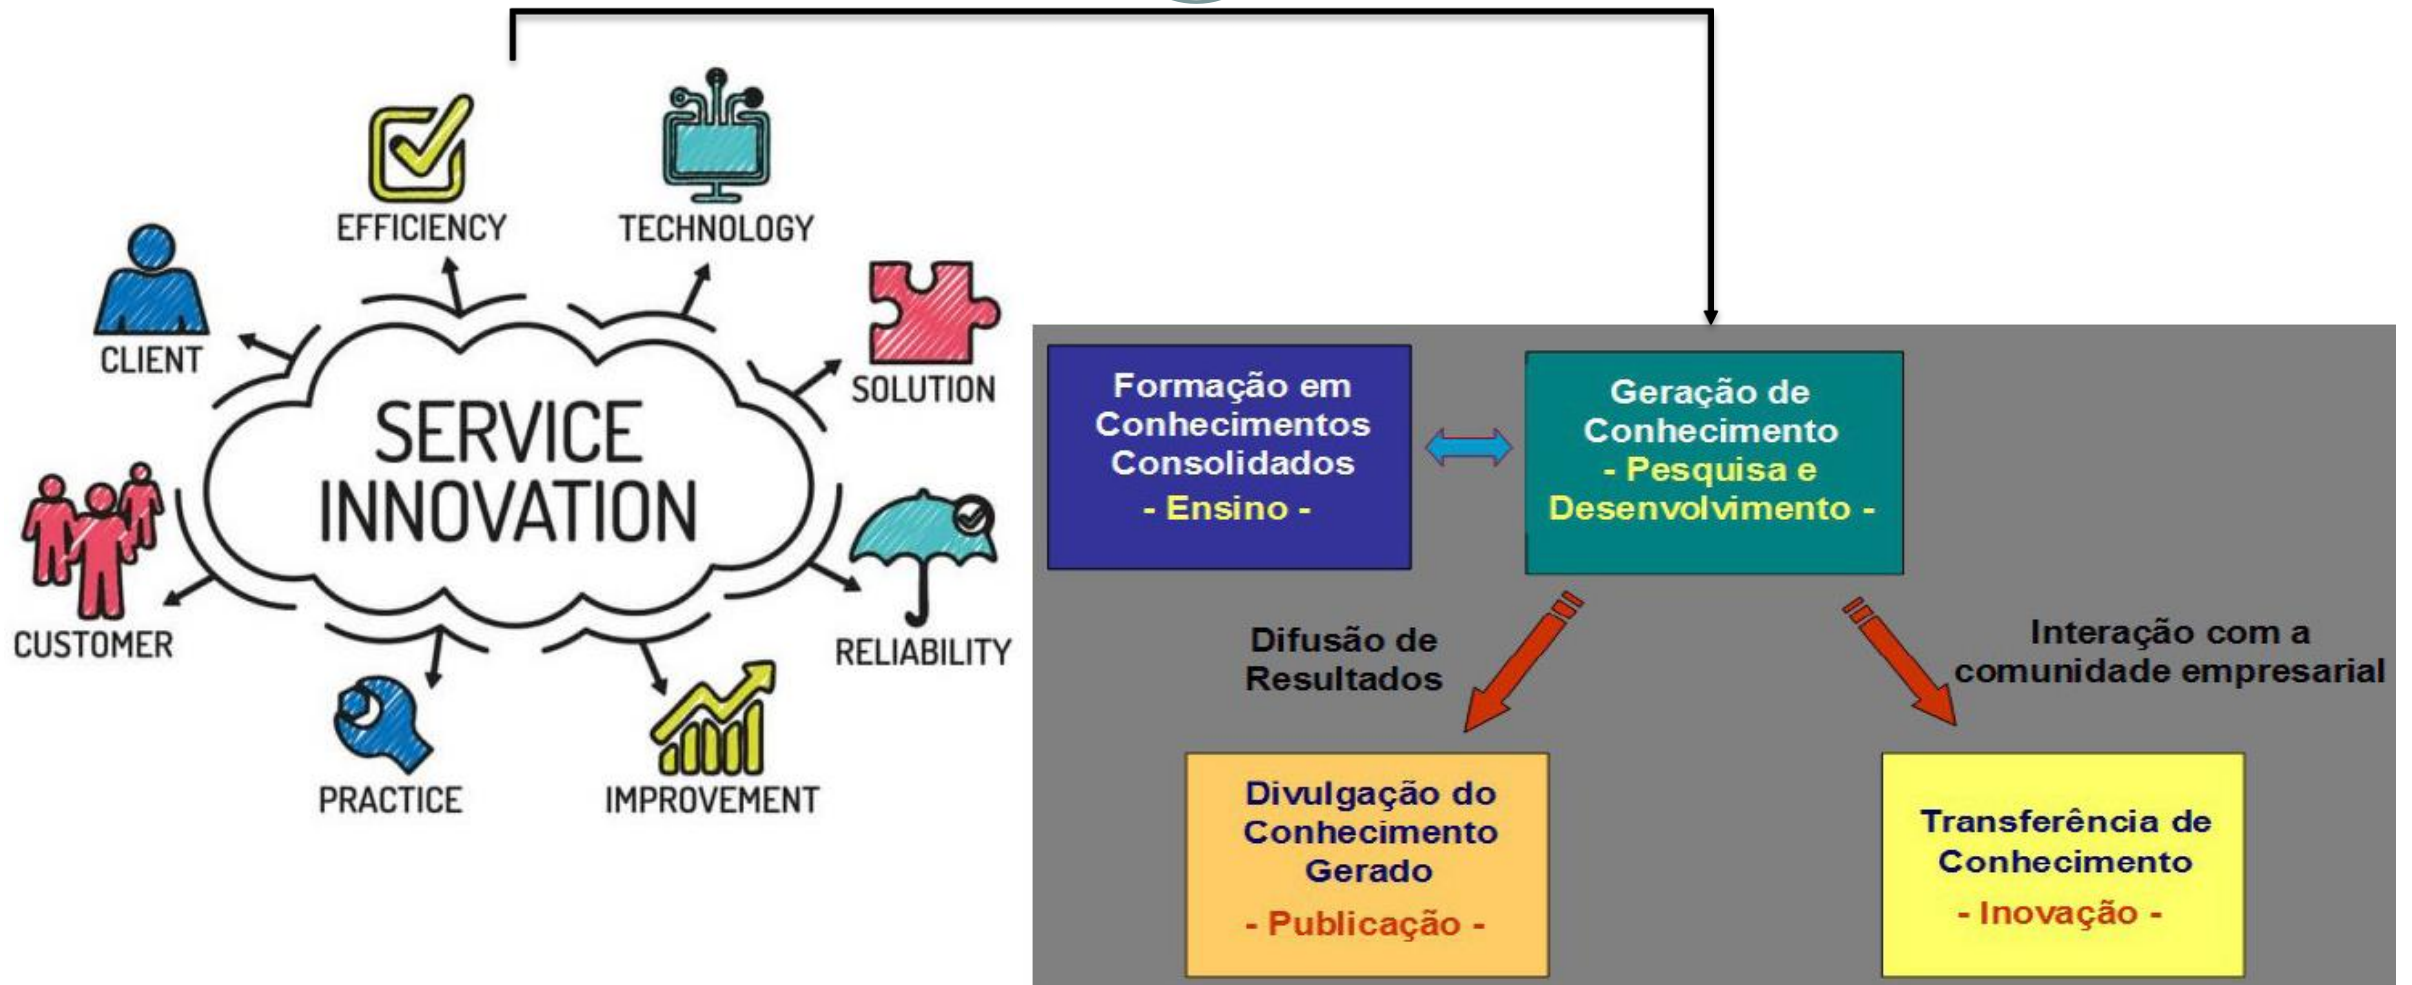 EFFICIENCY
TECHNOLOGY
CLIENT
SOLUTION
SERVICE
INNOVATION
CUSTOMER
RELIABILITY
PRACTICE
IMPROVEMENT
Formação em
Conhecimentos
Consolidados
- Ensino -
Geração de
Conhecimento
- Pesquisa e
Desenvolvimento -
Difusão de
Resultados
Interação com a
comunidade empresarial
Divulgação do
Conhecimento
Gerado
- Publicação -
Transferência de
Conhecimento
- Inovação -